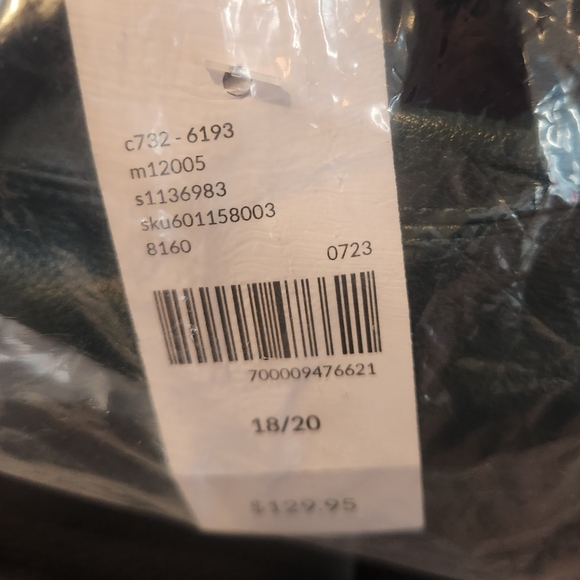 c732 - 6193
m12005
s1136983
sku601158003
8160
0723
700009476621
18/20
$129.95